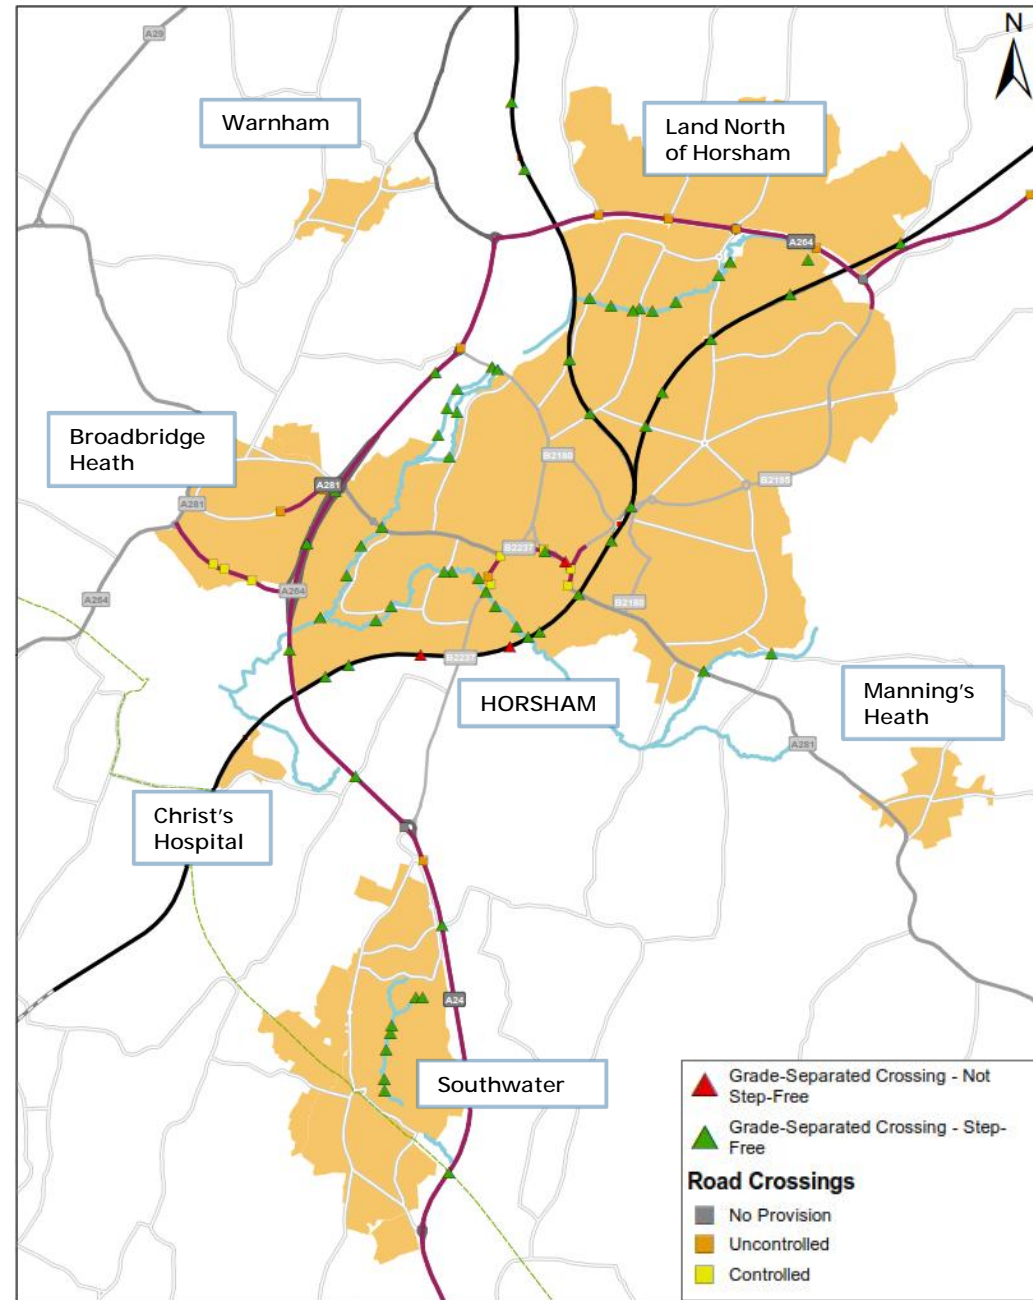 N
A29
Warnham
Land North
of Horsham
A264
Broadbridge
Heath
B2180
A281
B2195
A281
B2237
A264
A264
B2180
B2237
HORSHAM
Manning's
Heath
A281
Christ's
Hospital
A24
Southwater
Grade-Separated Crossing - Not
Step-Free
Grade-Separated Crossing - Step-
Free
Road Crossings
No Provision
Uncontrolled
Controlled